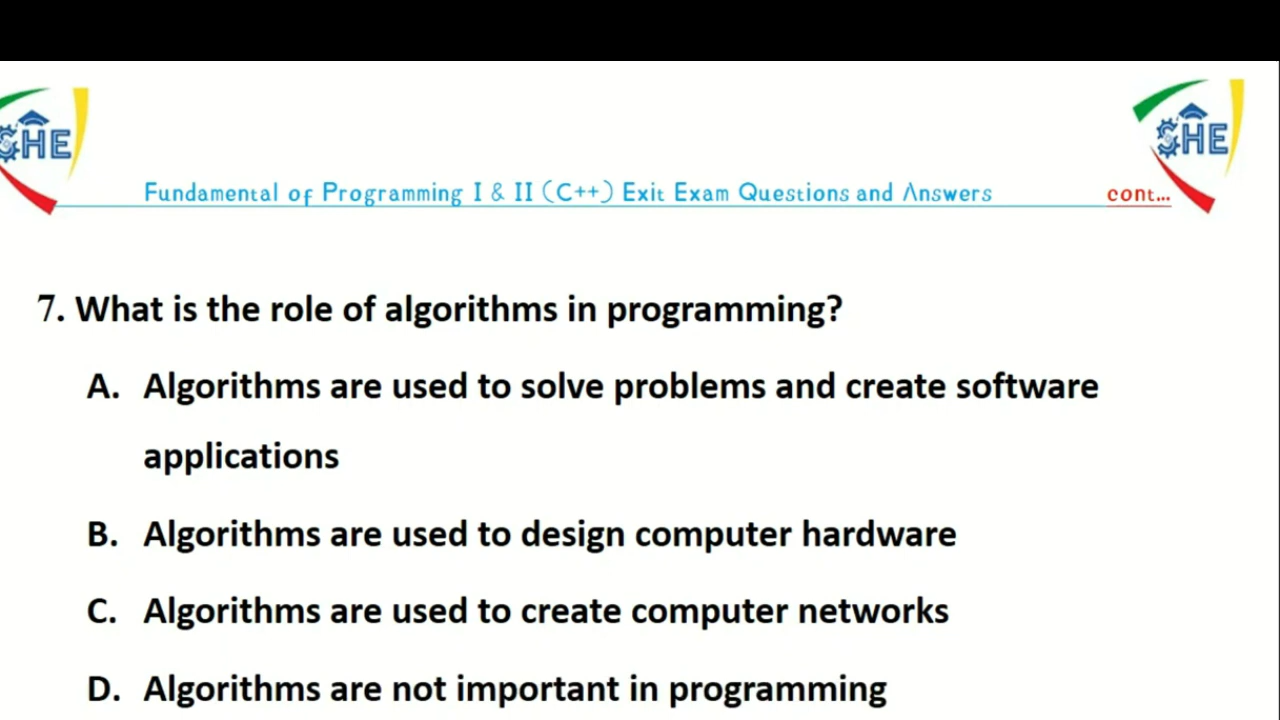 SHE
SHE
Fundamental of Programming I & II (C++) Exit Exam Questions and Answers cont...
7. What is the role of algorithms in programming?
A. Algorithms are used to solve problems and create software
applications
B. Algorithms are used to design computer hardware
C. Algorithms are used to create computer networks
D. Algorithms are not important in programming